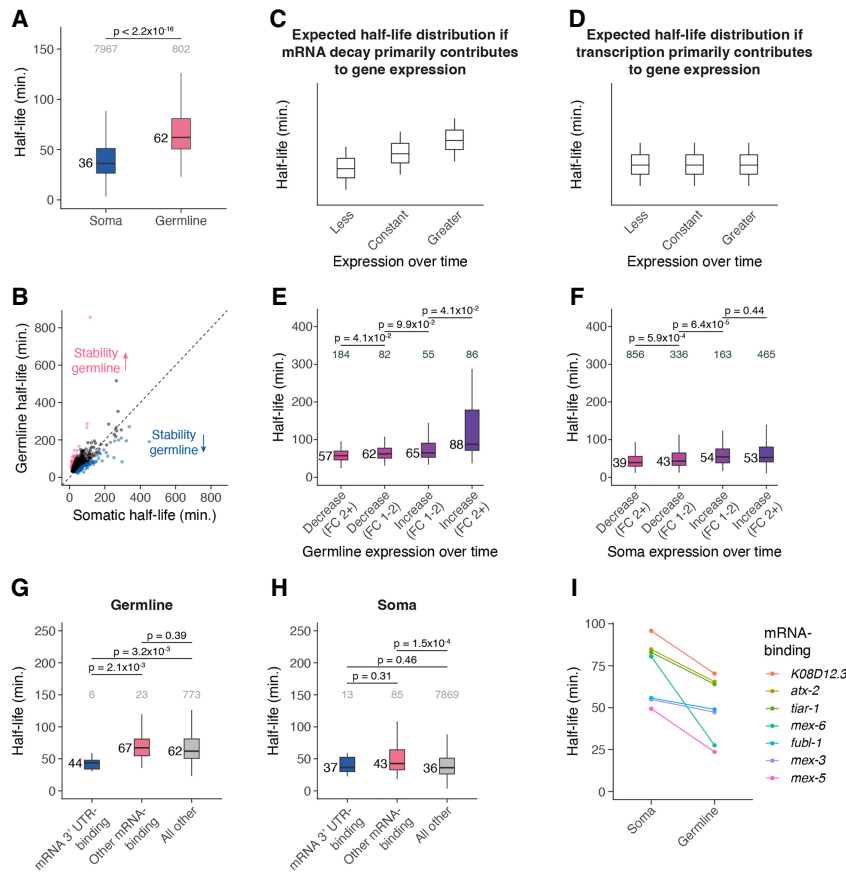 A
p < 2.2x10-16
7967
802
150
100
50
0
Half-life (min.)
36
62
Soma
Germline
C
Expected half-life distribution if
mRNA decay primarily contributes
to gene expression
Half-life (min.)
Less
Constant
Greater
Expression over time
D
Expected half-life distribution if
transcription primarily contributes
to gene expression
Half-life (min.)
Less
Constant
Greater
Expression over time
B
800
600
400
200
0
Germline half-life (min.)
Stability
germline
Stability
germline
0
200
400
600
800
Somatic half-life (min.)
E
p = 4.1x10-2
p = 9.9x10-2
p = 4.1x10-2
184
82
55
86
400
300
200
100
0
Half-life (min.)
57
62
65
88
Decrease
(FC 2+)
Decrease
(FC 1-2)
Increase
(FC 1-2)
Increase
(FC 2+)
Germline expression over time
F
p = 0.44
p = 6.4x10-5
p = 5.9x10-4
856
336
163
465
400
300
200
100
0
Half-life (min.)
39
43
54
53
Decrease
(FC 2+)
Decrease
(FC 1-2)
Increase
(FC 1-2)
Increase
(FC 2+)
Soma expression over time
G
Germline
p = 0.39
p = 3.2x10-3
p = 2.1x10-3
6
23
773
250
200
150
100
50
0
Half-life (min.)
44
67
62
mRNA 3' UTR-
binding
Other mRNA-
binding
All other
H
Soma
p = 1.5x10-4
p = 0.46
p = 0.31
13
85
7869
250
200
150
100
50
0
Half-life (min.)
37
43
36
mRNA 3' UTR-
binding
Other mRNA-
binding
All other
I
100
75
50
25
0
Half-life (min.)
Soma
Germline
mRNA-
binding
K08D12.3
atx-2
tiar-1
mex-6
fubl-1
mex-3
mex-5